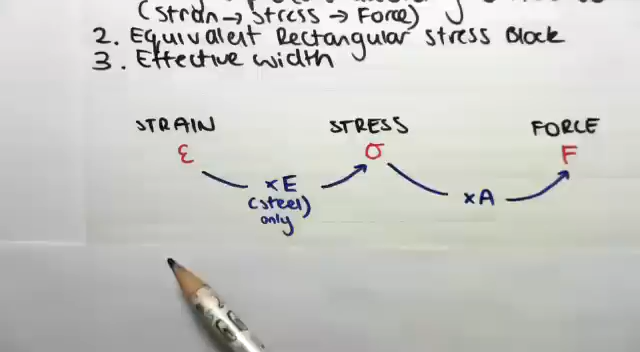 (Strain → Stress → Force)
2. Equivalent Rectangular Stress Block
3. Effective width
STRAIN STRESS FORCE
ε σ F
×E ×A
(steel)
only